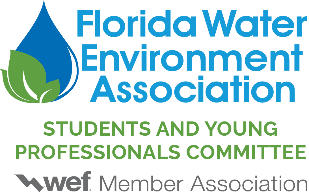 Florida Water
Environment
Association
STUDENTS AND YOUNG
PROFESSIONALS COMMITTEE
wef Member Association